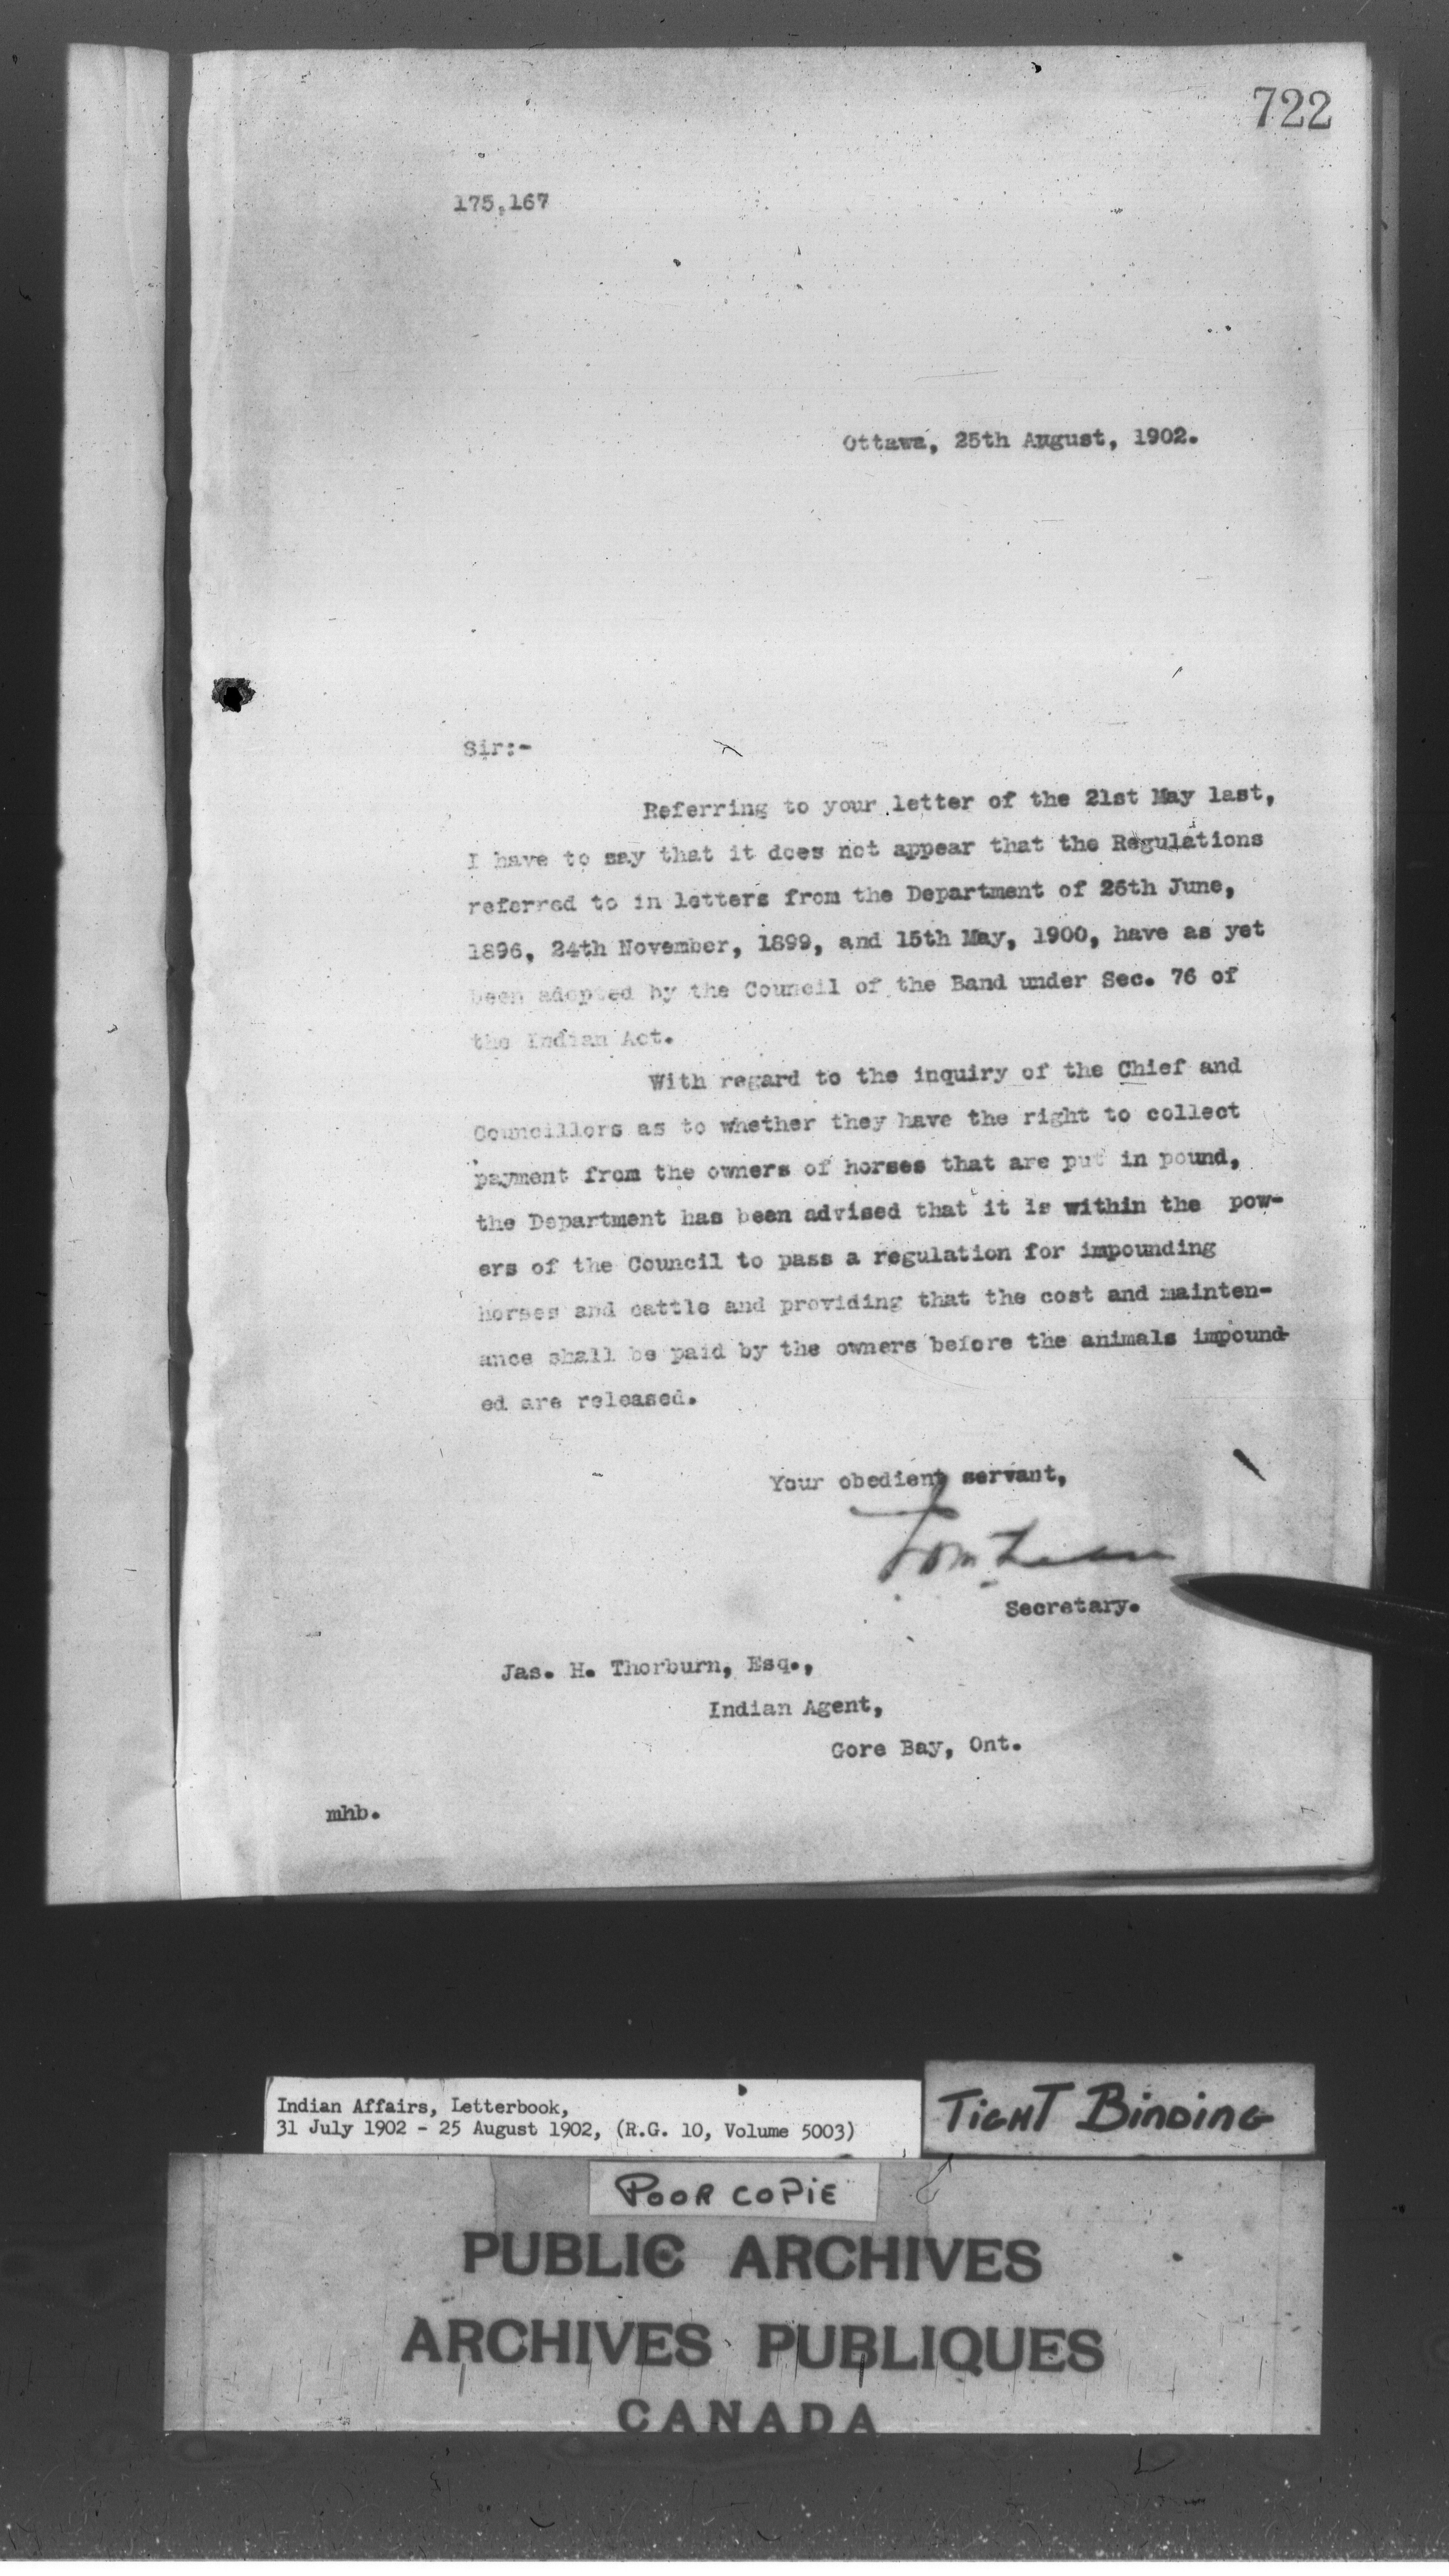 722
175,167
Ottawa, 25th August, 1902.
Sir:-
Referring to your letter of the 21st May last,
I have to say that it does not appear that the Regulations
referred to in letters from the Department of 26th June,
1896, 24th November, 1899, and 15th May, 1900, have as yet
been adopted by the Council of the Band under Sec. 76 of
the Indian Act.
With regard to the inquiry of the Chief and
Councillors as to whether they have the right to collect
payment from the owners of horses that are put in pound,
the Department has been advised that it is within the pow-
ers of the Council to pass a regulation for impounding
horses and cattle and providing that the cost and mainten-
ance shall be paid by the owners before the animals impound-
ed are released.
Your obedient servant,
Secretary.
Jas. H. Thorburn, Esq.,
Indian Agent,
Gore Bay, Ont.
mhb.
Indian Affairs, Letterbook,
31 July 1902 - 25 August 1902, (R.G. 10, Volume 5003)
TIGHT BINDING
POOR COPIE
PUBLIC ARCHIVES
ARCHIVES PUBLIQUES
CANADA